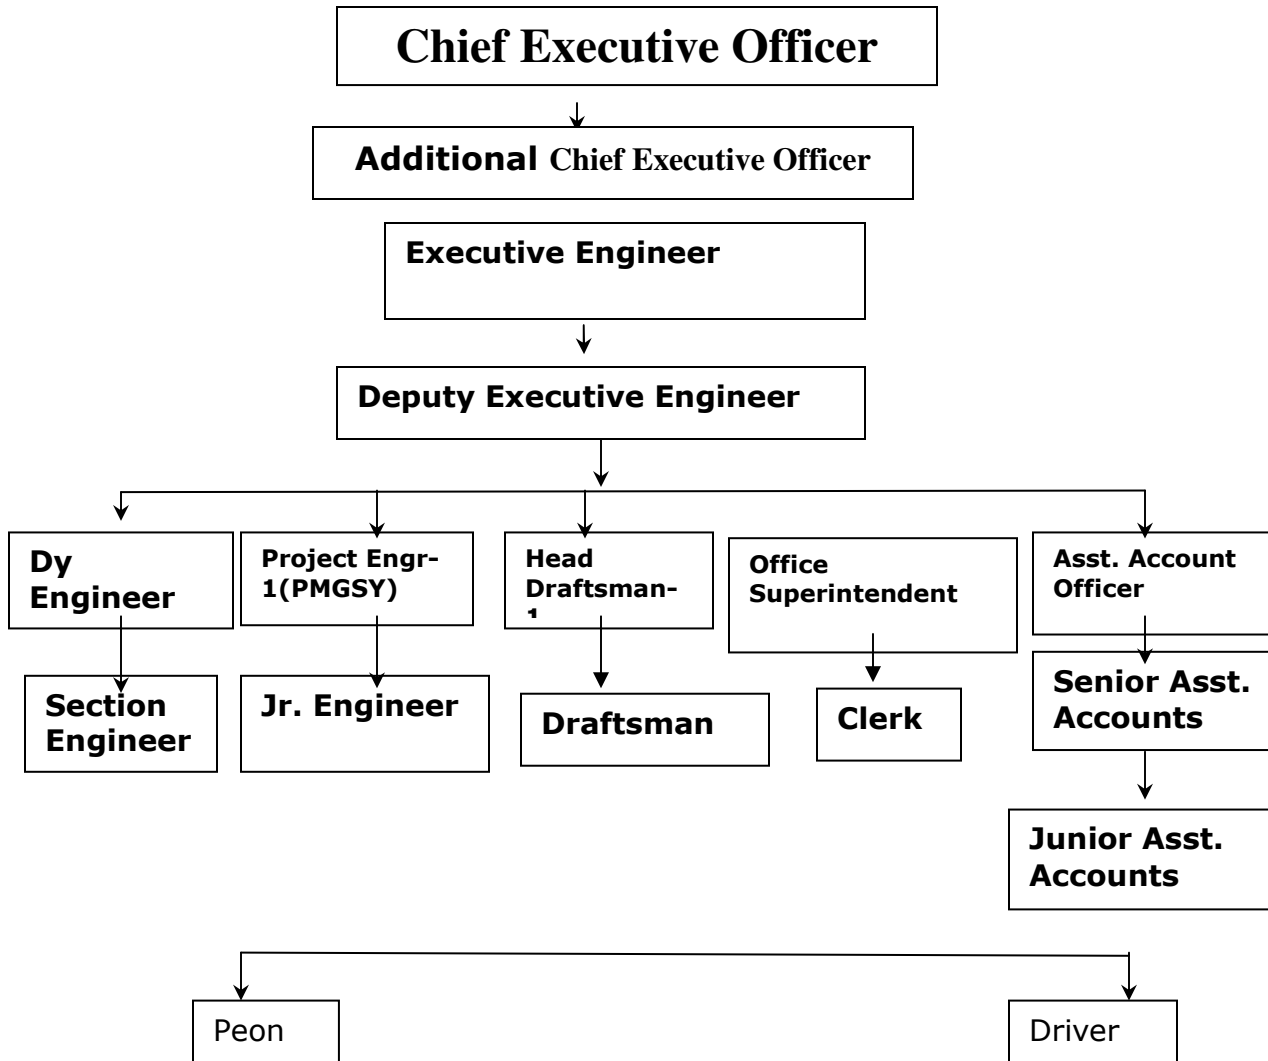 Chief Executive Officer
Additional Chief Executive Officer
Executive Engineer
Deputy Executive Engineer
Dy
Engineer
Project Engr-
1(PMGSY)
Head
Draftsman-
1
Office
Superintendent
Asst. Account
Officer
Section
Engineer
Jr. Engineer
Draftsman
Clerk
Senior Asst.
Accounts
Junior Asst.
Accounts
Peon
Driver